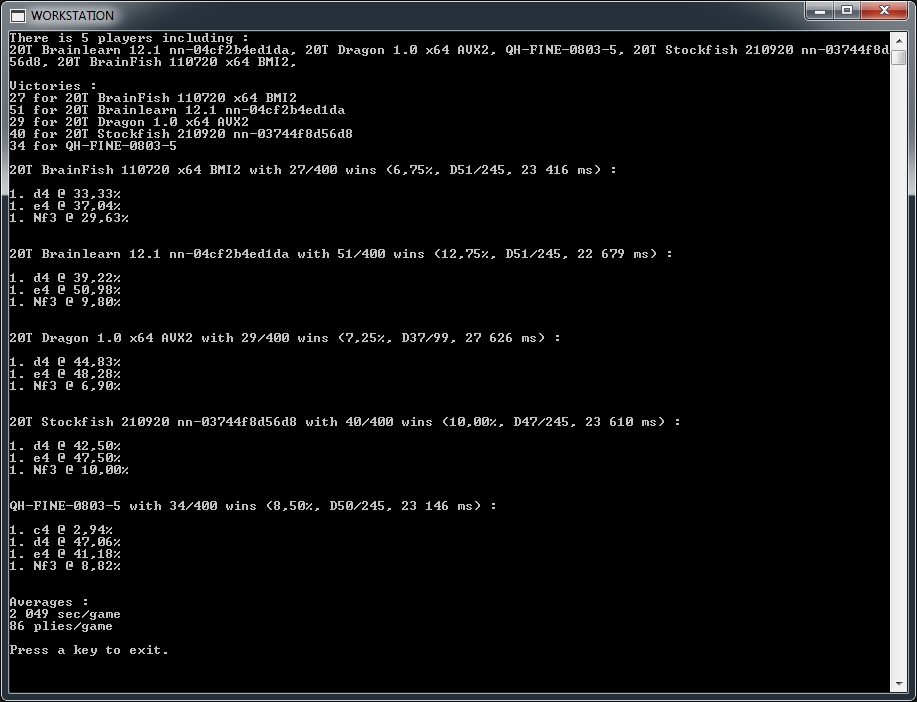 WORKSTATION
There is 5 players including :
20T Brainlearn 12.1 nn-04cf2b4ed1da, 20T Dragon 1.0 x64 AVX2, QH-FINE-0803-5, 20T Stockfish 210920 nn-03744f8d
56d8, 20T BrainFish 110720 x64 BMI2,
Victories :
27 for 20T BrainFish 110720 x64 BMI2
51 for 20T Brainlearn 12.1 nn-04cf2b4ed1da
29 for 20T Dragon 1.0 x64 AVX2
40 for 20T Stockfish 210920 nn-03744f8d56d8
34 for QH-FINE-0803-5
20T BrainFish 110720 x64 BMI2 with 27/400 wins (6,75%, D51/245, 23 416 ms) :
1. d4 @ 33,33%
1. e4 @ 37,04%
1. Nf3 @ 29,63%
20T Brainlearn 12.1 nn-04cf2b4ed1da with 51/400 wins (12,75%, D51/245, 22 679 ms) :
1. d4 @ 39,22%
1. e4 @ 50,98%
1. Nf3 @ 9,80%
20T Dragon 1.0 x64 AVX2 with 29/400 wins (7,25%, D37/99, 27 626 ms) :
1. d4 @ 44,83%
1. e4 @ 48,28%
1. Nf3 @ 6,90%
20T Stockfish 210920 nn-03744f8d56d8 with 40/400 wins (10,00%, D47/245, 23 610 ms) :
1. d4 @ 42,50%
1. e4 @ 47,50%
1. Nf3 @ 10,00%
QH-FINE-0803-5 with 34/400 wins (8,50%, D50/245, 23 146 ms) :
1. c4 @ 2,94%
1. d4 @ 47,06%
1. e4 @ 41,18%
1. Nf3 @ 8,82%
Averages :
2 049 sec/game
86 plies/game
Press a key to exit.